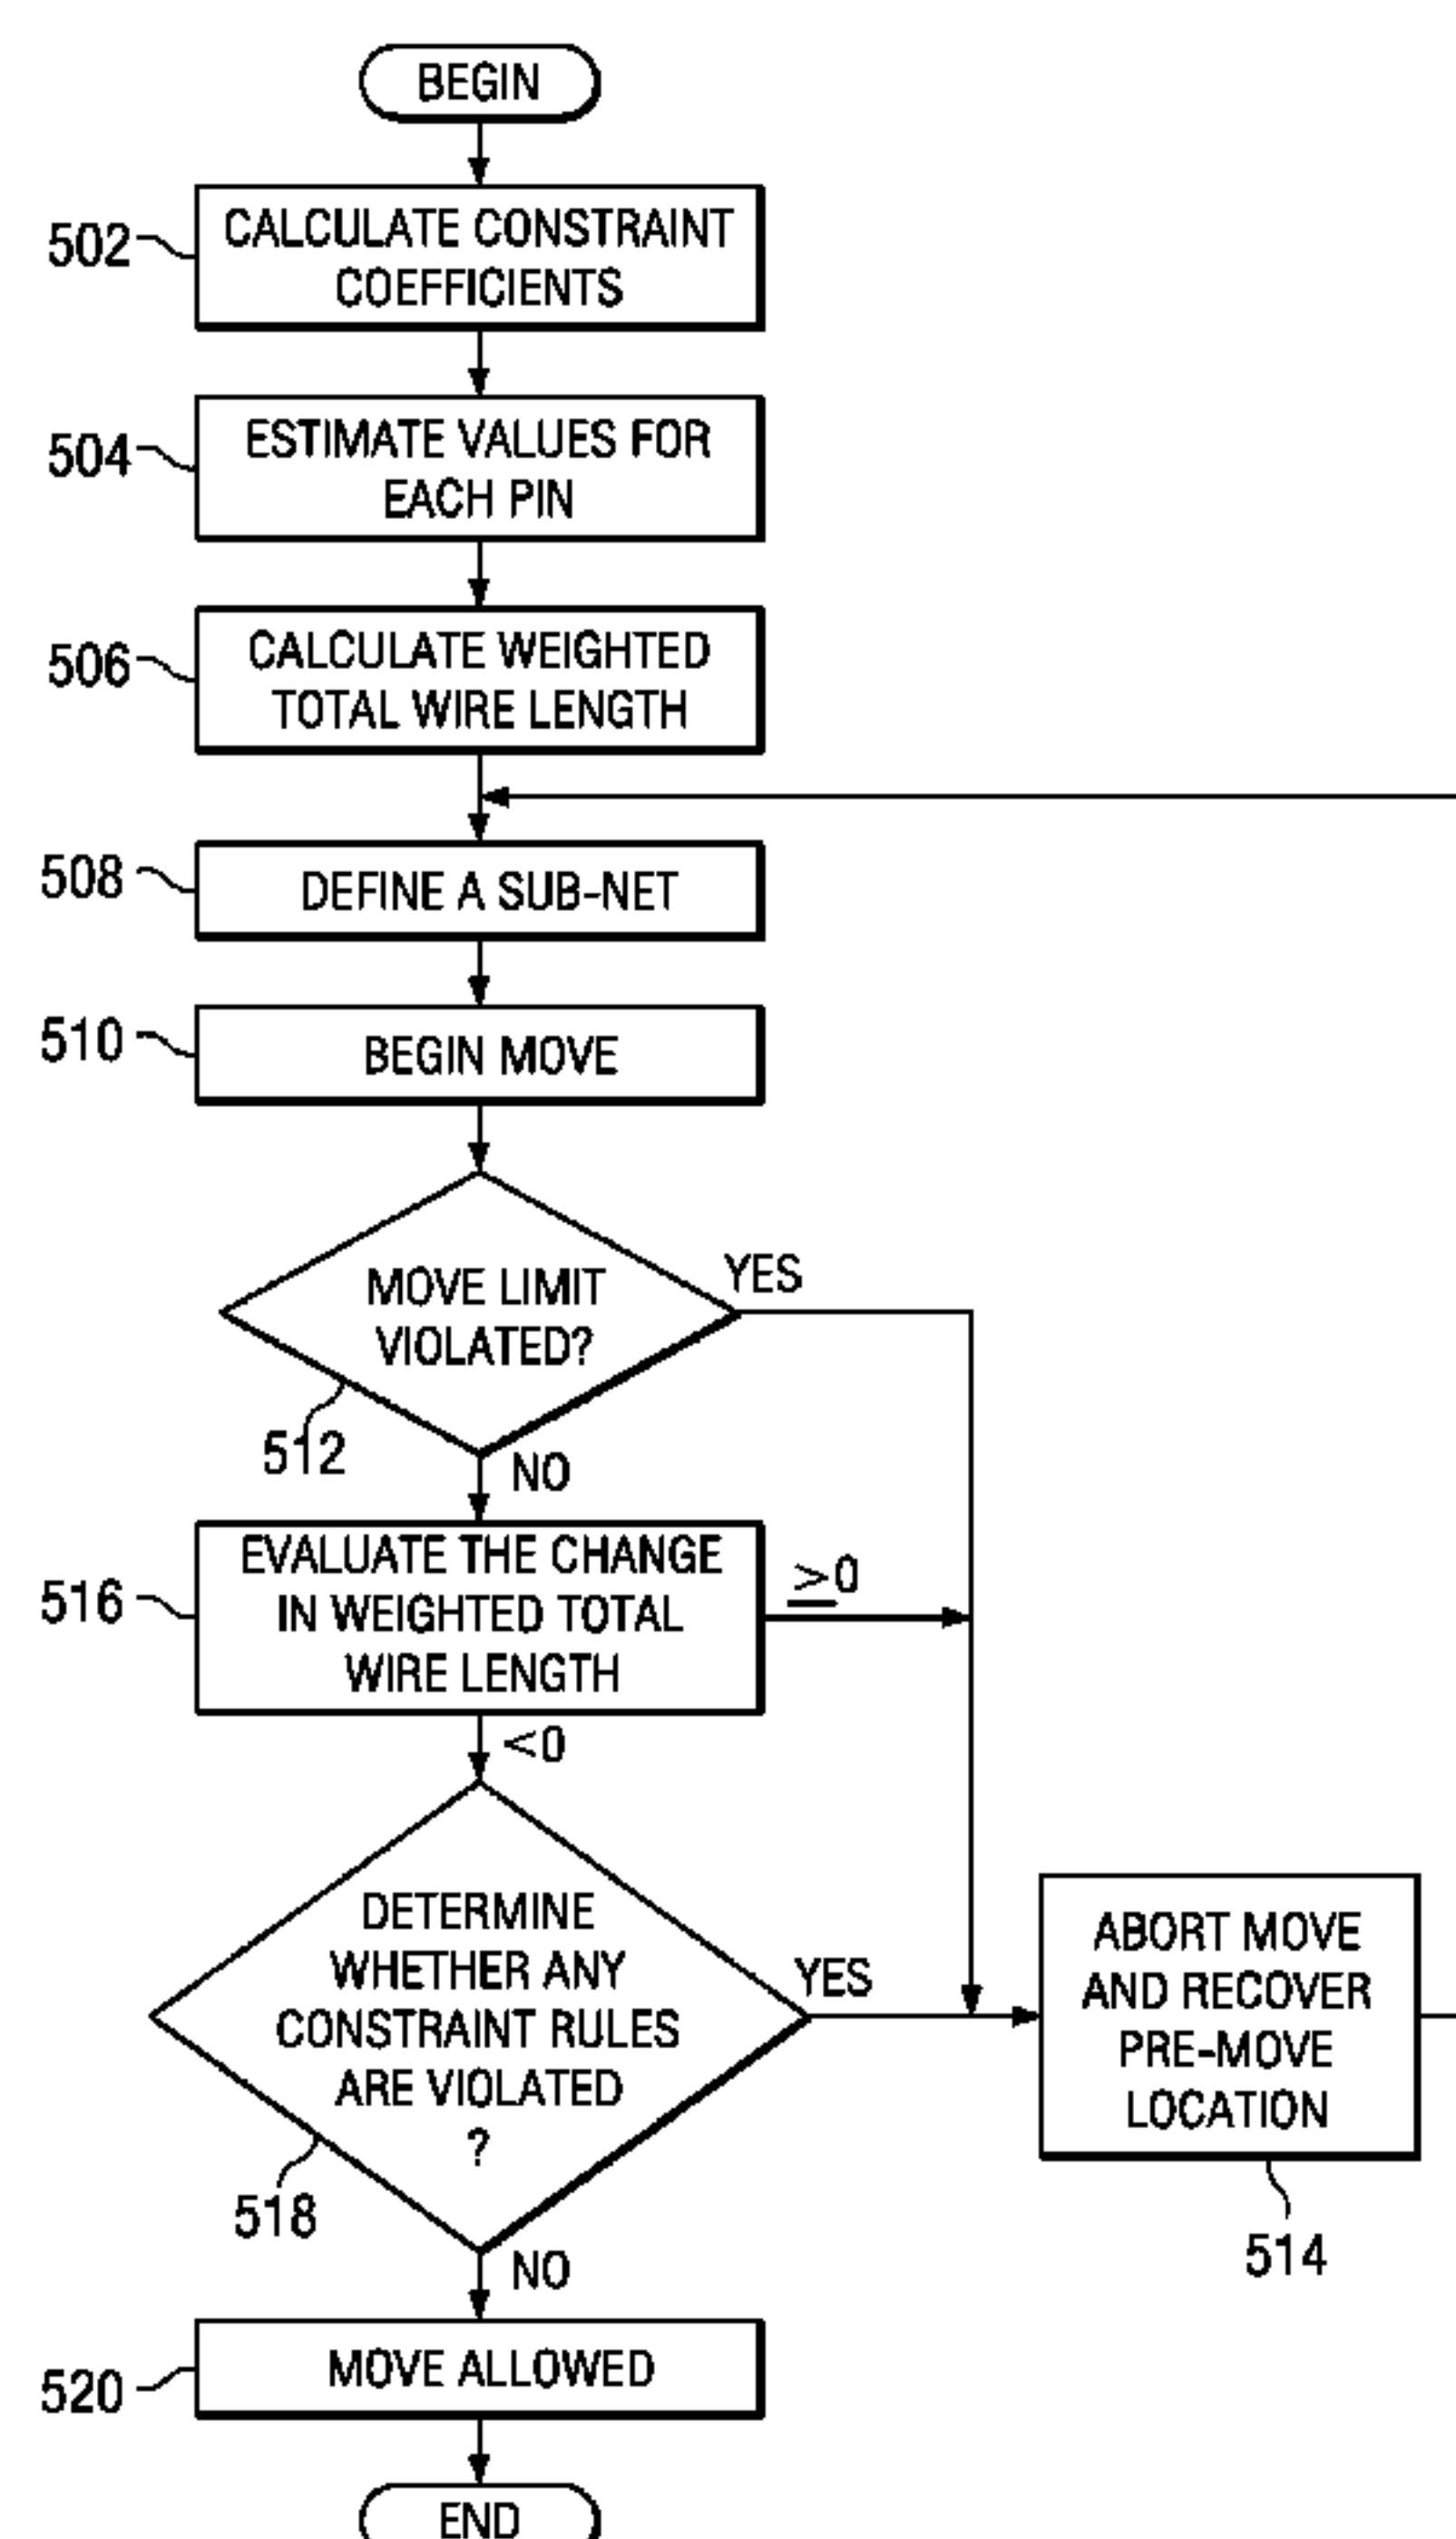 BEGIN
502
CALCULATE CONSTRAINT
COEFFICIENTS
504
ESTIMATE VALUES FOR
EACH PIN
506
CALCULATE WEIGHTED
TOTAL WIRE LENGTH
508
DEFINE A SUB-NET
510
BEGIN MOVE
MOVE LIMIT
VIOLATED?
YES
512
NO
516
EVALUATE THE CHANGE
IN WEIGHTED TOTAL
WIRE LENGTH
≥0
<0
DETERMINE
WHETHER ANY
CONSTRAINT RULES
ARE VIOLATED
?
YES
518
NO
ABORT MOVE
AND RECOVER
PRE-MOVE
LOCATION
514
520
MOVE ALLOWED
END